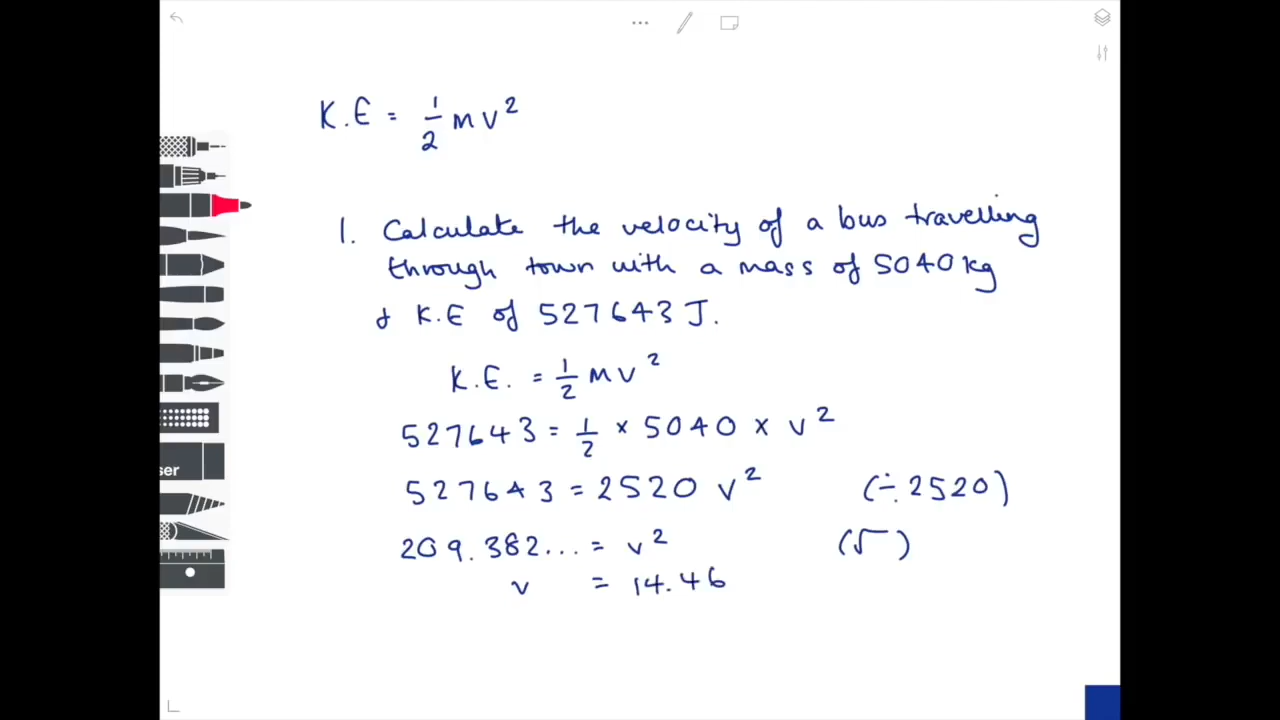 K.E = 1/2 mv²
1. Calculate the velocity of a bus travelling
through town with a mass of 5040 kg
& K.E of 527643 J.
K.E. = 1/2 mv²
527643 = 1/2 × 5040 × v²
527643 = 2520 v² (÷ 2520)
209.382... = v² (√ )
v = 14.46
ser